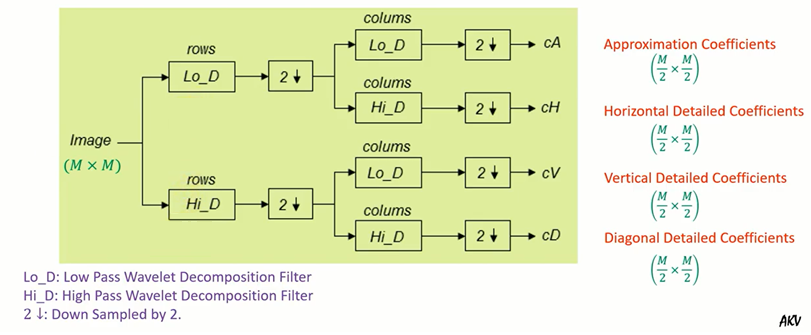 colums
rows
Lo_D
2 ↓
cA
Approximation Coefficients
Lo_D
2 ↓
(M/2 × M/2)
colums
Hi_D
2 ↓
cH
Horizontal Detailed Coefficients
(M/2 × M/2)
Image
(M × M)
colums
Lo_D
2 ↓
cV
Vertical Detailed Coefficients
rows
Hi_D
2 ↓
(M/2 × M/2)
colums
Hi_D
2 ↓
cD
Diagonal Detailed Coefficients
(M/2 × M/2)
Lo_D: Low Pass Wavelet Decomposition Filter
Hi_D: High Pass Wavelet Decomposition Filter
2 ↓: Down Sampled by 2.
AKV